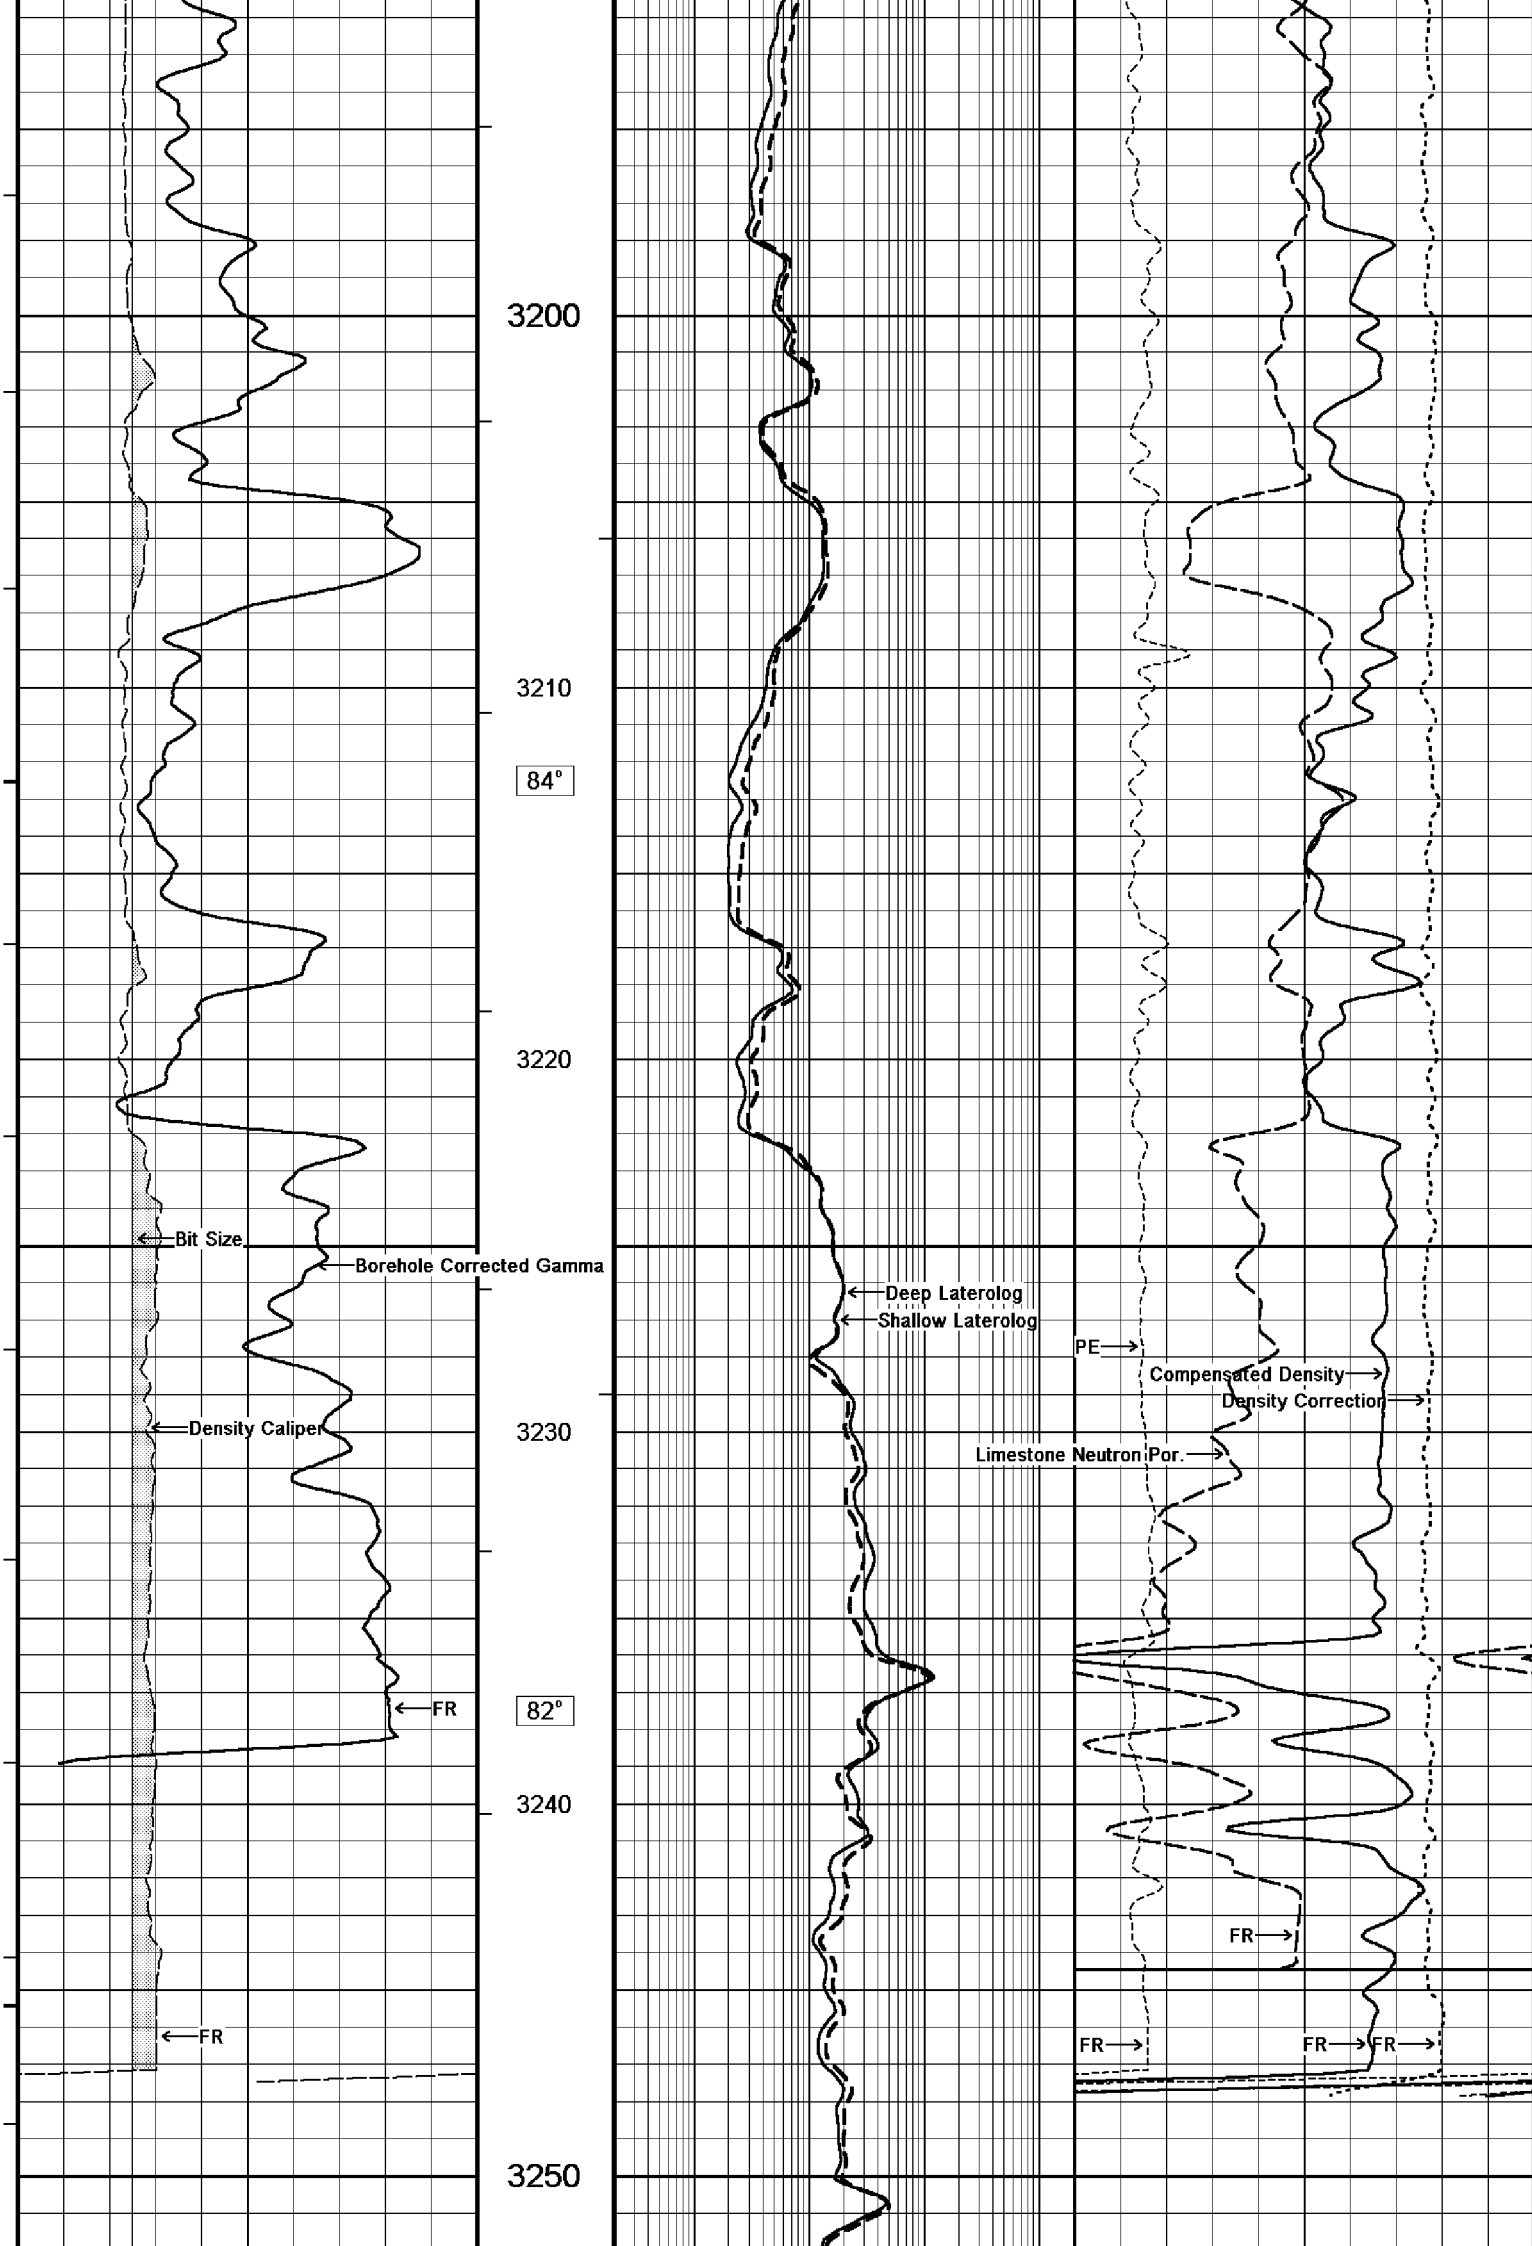 3200
3210
84°
3220
Bit Size
Borehole Corrected Gamma
Deep Laterolog
Shallow Laterolog
PE
Compensated Density
Density Correction
Density Caliper
3230
Limestone Neutron Por.
FR
82°
3240
FR
FR
FR
FR
FR
3250